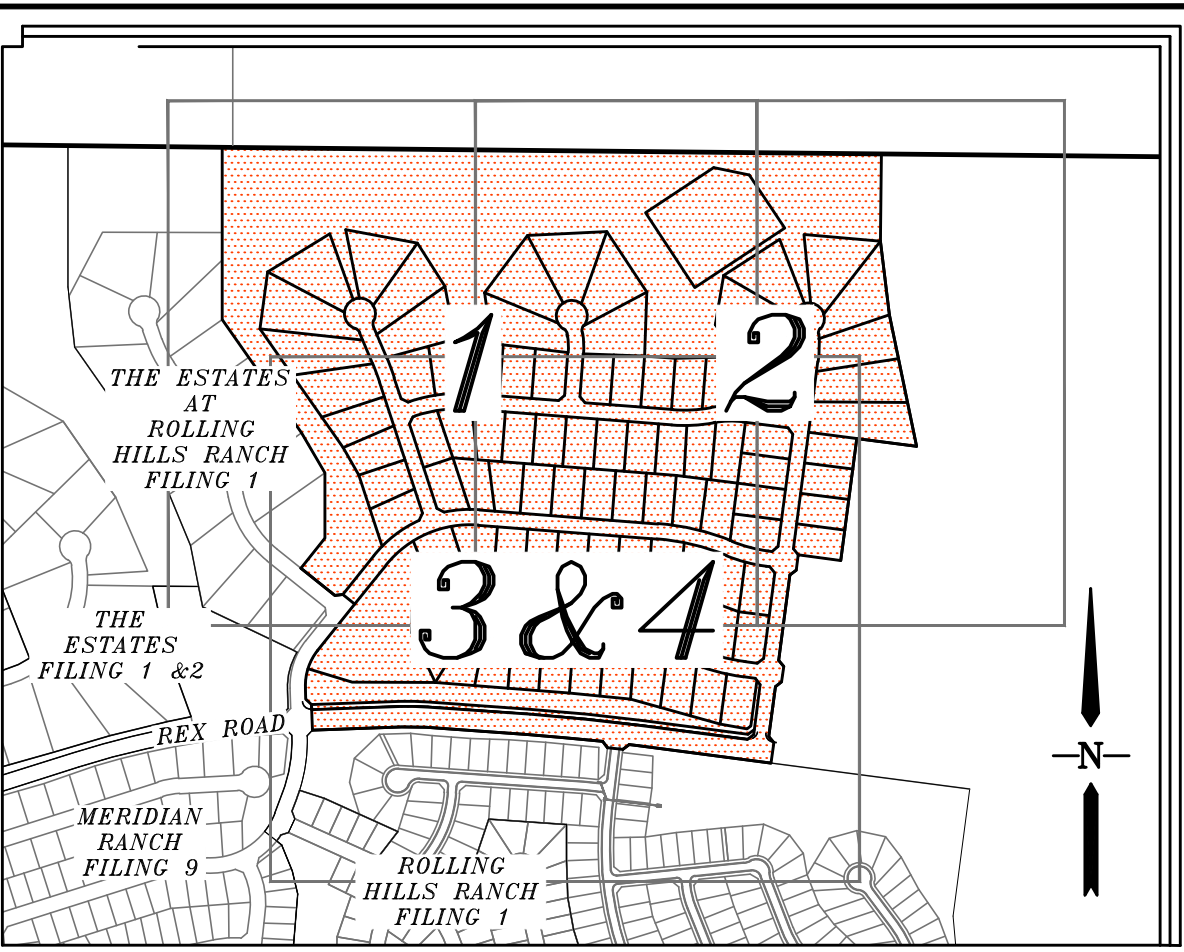 1
2
THE ESTATES
AT
ROLLING
HILLS RANCH
FILING 1
3 & 4
THE
ESTATES
FILING 1 &2
REX ROAD
N
MERIDIAN
RANCH
FILING 9
ROLLING
HILLS RANCH
FILING 1